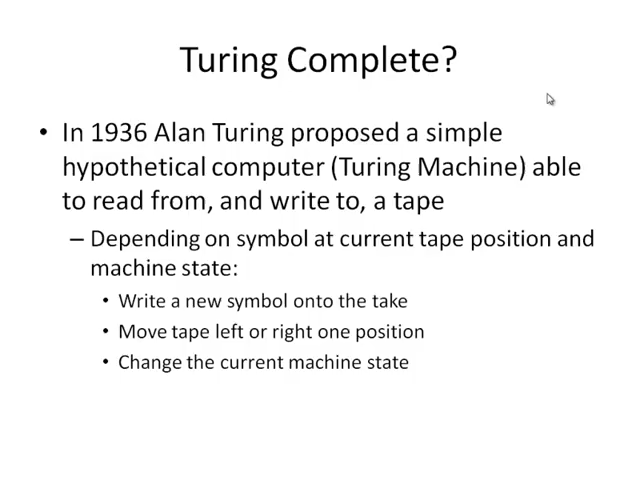 Turing Complete?
• In 1936 Alan Turing proposed a simple
hypothetical computer (Turing Machine) able
to read from, and write to, a tape
– Depending on symbol at current tape position and
machine state:
• Write a new symbol onto the take
• Move tape left or right one position
• Change the current machine state